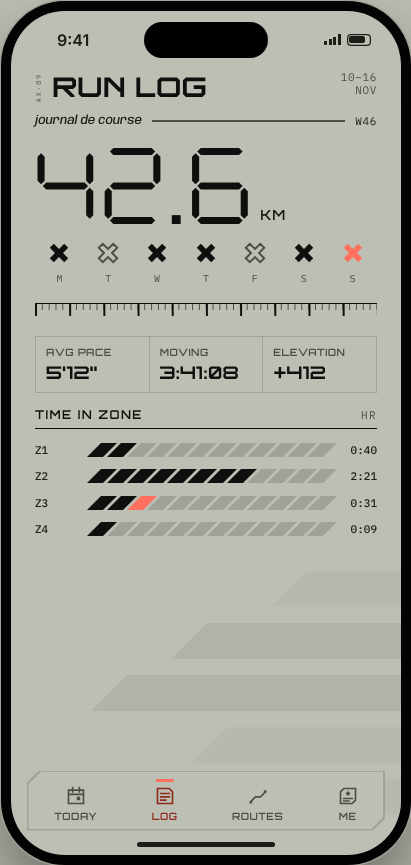 9:41
AX-09
RUN LOG
10–16
NOV
journal de course
W46
42.6 KM
M T W T F S S
AVG PACE MOVING ELEVATION
5'12" 3:41:08 +412
TIME IN ZONE HR
Z1 0:40
Z2 2:21
Z3 0:31
Z4 0:09
TODAY LOG ROUTES ME